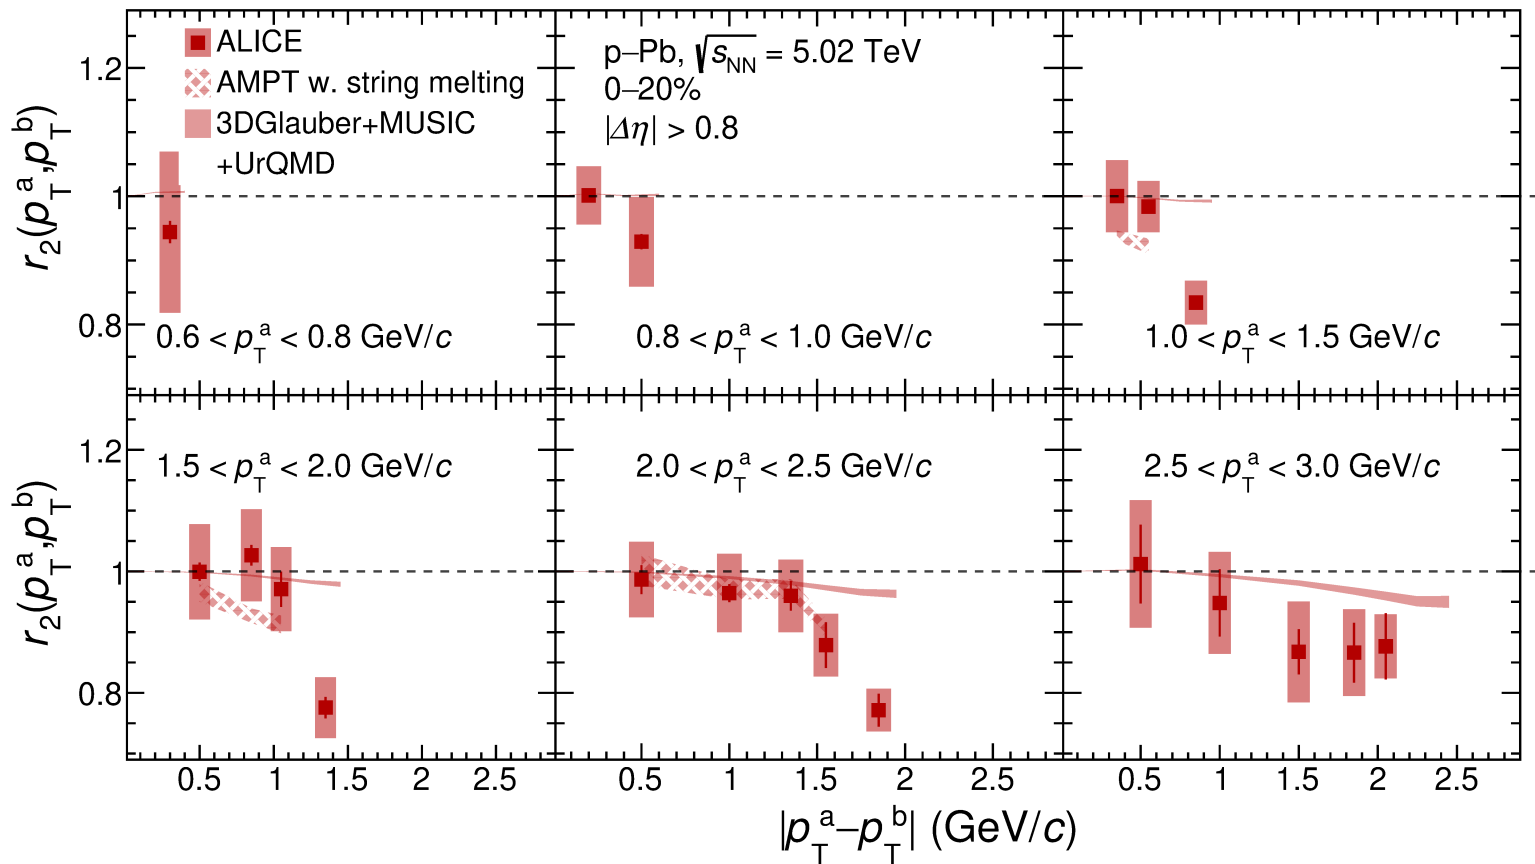 ALICE
AMPT w. string melting
3DGlauber+MUSIC
+UrQMD
p–Pb, √sNN = 5.02 TeV
0–20%
|Δη| > 0.8
r2(pTa,pTb)
1.2
1
0.8
0.6 < pTa < 0.8 GeV/c
0.8 < pTa < 1.0 GeV/c
1.0 < pTa < 1.5 GeV/c
r2(pTa,pTb)
1.2
1
0.8
1.5 < pTa < 2.0 GeV/c
2.0 < pTa < 2.5 GeV/c
2.5 < pTa < 3.0 GeV/c
0.5 1 1.5 2 2.5
0.5 1 1.5 2 2.5
0.5 1 1.5 2 2.5
|pTa–pTb| (GeV/c)